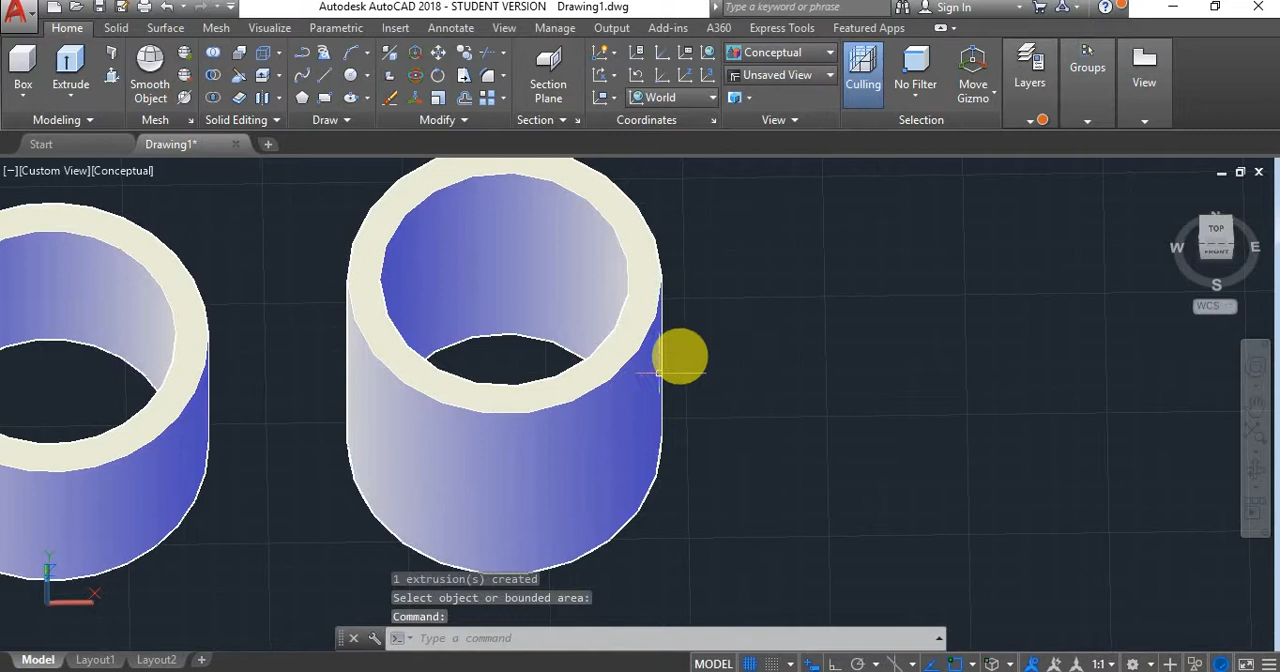 Autodesk AutoCAD 2018 - STUDENT VERSION Drawing1.dwg
Type a keyword or phrase
Sign In
Home Solid Surface Mesh Visualize Parametric Insert Annotate View Manage Output Add-ins A360 Express Tools Featured Apps
Box
Extrude
Smooth
Object
Section
Plane
Conceptual
Unsaved View
World
Culling
No Filter
Move
Gizmo
Layers
Groups
View
Modeling Mesh Solid Editing Draw Modify Section Coordinates View Selection
Start Drawing1*
[−][Custom View][Conceptual]
N
TOP
FRONT
W
E
S
WCS
Y
X
1 extrusion(s) created
Select object or bounded area:
Command:
Type a command
Model Layout1 Layout2
MODEL
1:1